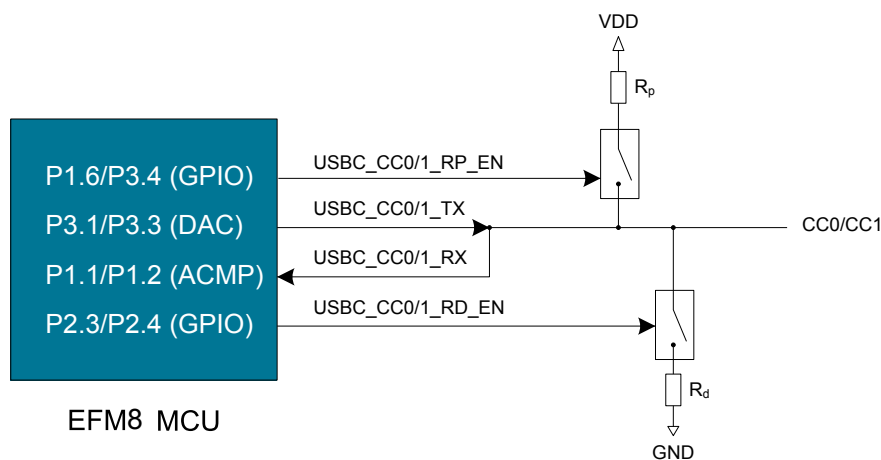 VDD
Rp
P1.6/P3.4 (GPIO)
USBC_CC0/1_RP_EN
P3.1/P3.3 (DAC)
USBC_CC0/1_TX
CC0/CC1
P1.1/P1.2 (ACMP)
USBC_CC0/1_RX
P2.3/P2.4 (GPIO)
USBC_CC0/1_RD_EN
Rd
GND
EFM8 MCU